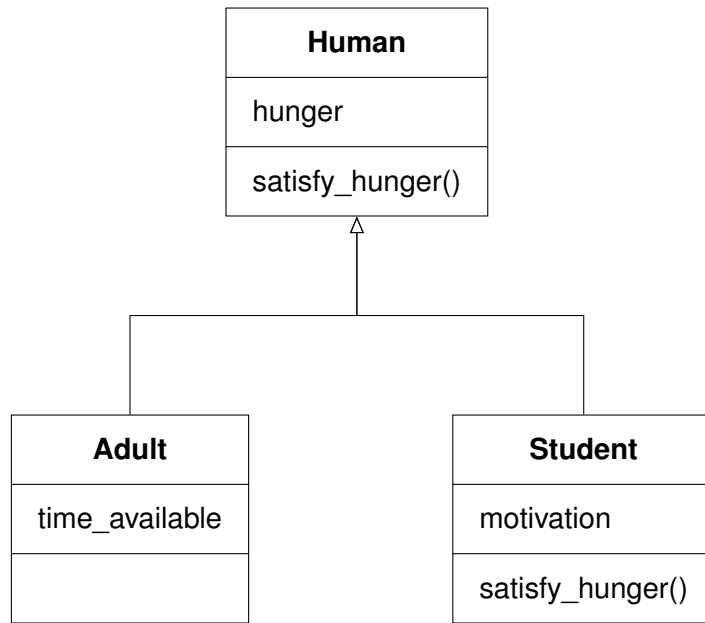 Human
hunger
satisfy_hunger()
Adult
time_available
Student
motivation
satisfy_hunger()